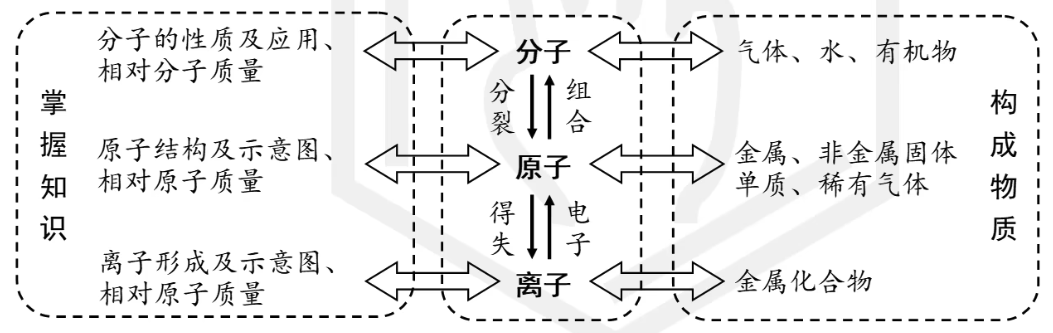 掌握知识
分子的性质及应用、
相对分子质量
原子结构及示意图、
相对原子质量
离子形成及示意图、
相对原子质量
分子
分裂
组合
原子
得失
电子
离子
气体、水、有机物
金属、非金属固体
单质、稀有气体
金属化合物
构成物质